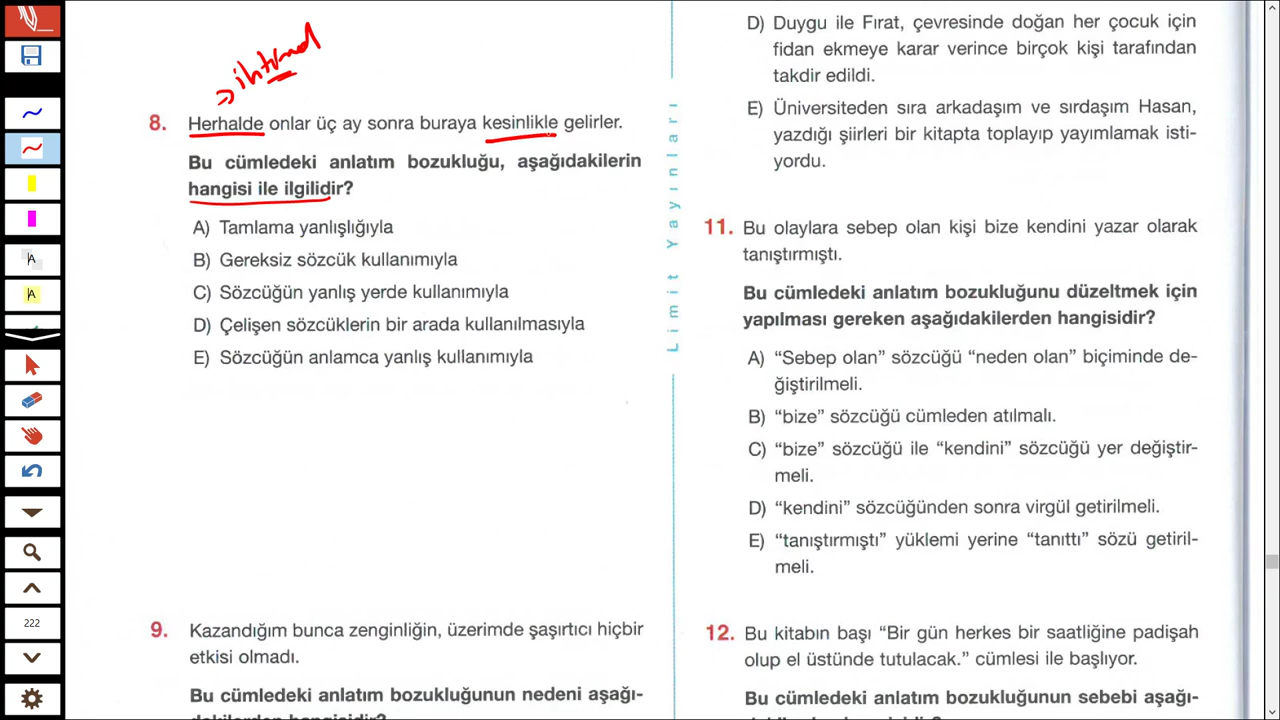 ihtimal
8. Herhalde onlar üç ay sonra buraya kesinlikle gelirler.
Bu cümledeki anlatım bozukluğu, aşağıdakilerin
hangisi ile ilgilidir?
A) Tamlama yanlışlığıyla
B) Gereksiz sözcük kullanımıyla
C) Sözcüğün yanlış yerde kullanımıyla
D) Çelişen sözcüklerin bir arada kullanılmasıyla
E) Sözcüğün anlamca yanlış kullanımıyla
9. Kazandığım bunca zenginliğin, üzerimde şaşırtıcı hiçbir
etkisi olmadı.
Bu cümledeki anlatım bozukluğunun nedeni aşağı-
dakilerden hangisidir?
Limit Yayınları
D) Duygu ile Fırat, çevresinde doğan her çocuk için
fidan ekmeye karar verince birçok kişi tarafından
takdir edildi.
E) Üniversiteden sıra arkadaşım ve sırdaşım Hasan,
yazdığı şiirleri bir kitapta toplayıp yayımlamak isti-
yordu.
11. Bu olaylara sebep olan kişi bize kendini yazar olarak
tanıştırmıştı.
Bu cümledeki anlatım bozukluğunu düzeltmek için
yapılması gereken aşağıdakilerden hangisidir?
A) “Sebep olan” sözcüğü “neden olan” biçiminde de-
ğiştirilmeli.
B) “bize” sözcüğü cümleden atılmalı.
C) “bize” sözcüğü ile “kendini” sözcüğü yer değiştir-
meli.
D) “kendini” sözcüğünden sonra virgül getirilmeli.
E) “tanıştırmıştı” yüklemi yerine “tanıttı” sözü getiril-
meli.
12. Bu kitabın başı “Bir gün herkes bir saatliğine padişah
olup el üstünde tutulacak.” cümlesi ile başlıyor.
Bu cümledeki anlatım bozukluğunun sebebi aşağı-
A
A
222